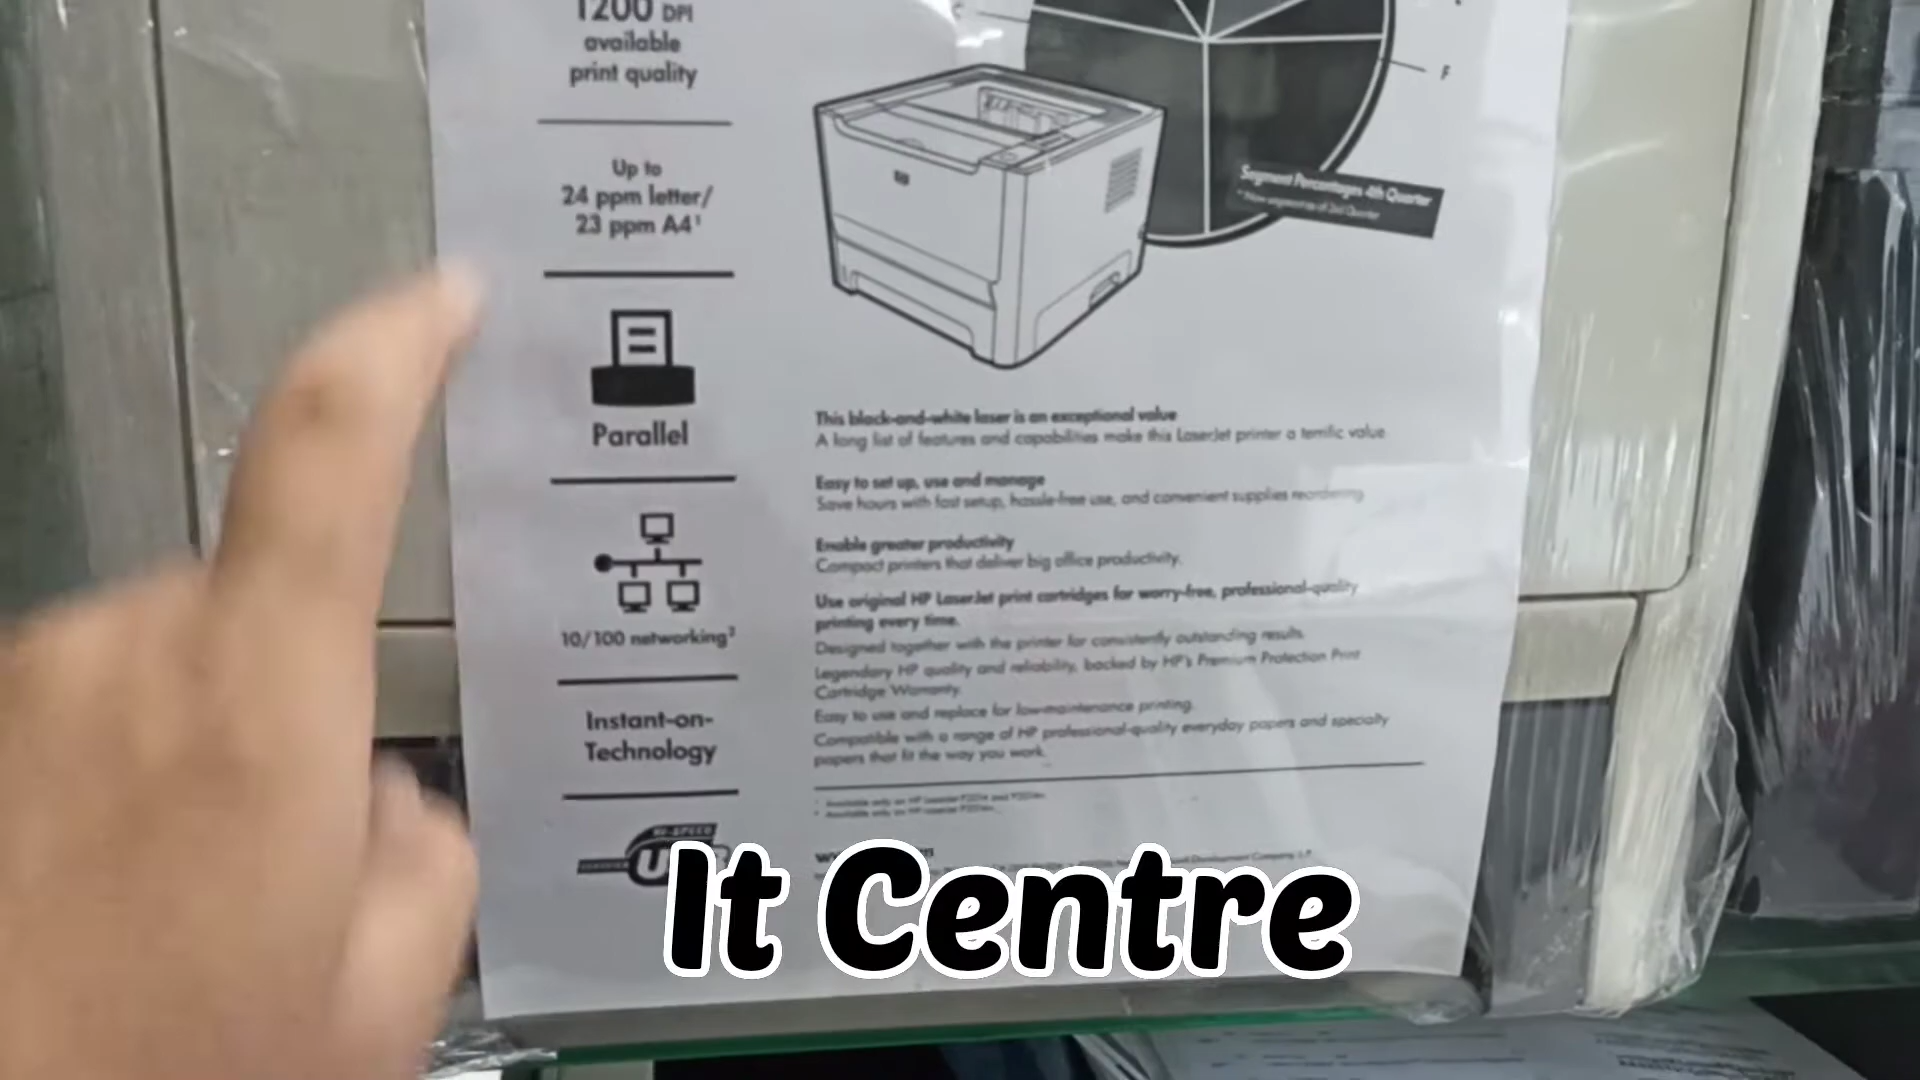 1200 DPI
available
print quality
Up to
24 ppm letter/
23 ppm A4¹
Parallel
10/100 networking²
Instant-on-
Technology
HI-SPEED
F
Segment Percentages 4th Quarter
This black-and-white laser is an exceptional value
A long list of features and capabilities make this LaserJet printer a terrific value
Easy to set up, use and manage
Save hours with fast setup, hassle-free use, and convenient supplies reordering
Enable greater productivity
Compact printers that deliver big office productivity.
Use original HP LaserJet print cartridges for worry-free, professional-quality
printing every time.
Designed together with the printer for consistently outstanding results.
Legendary HP quality and reliability, backed by HP's Premium Protection Print
Cartridge Warranty.
Easy to use and replace for low-maintenance printing.
Compatible with a range of HP professional-quality everyday papers and specialty
papers that fit the way you work.
Development Company, L.P.
It Centre